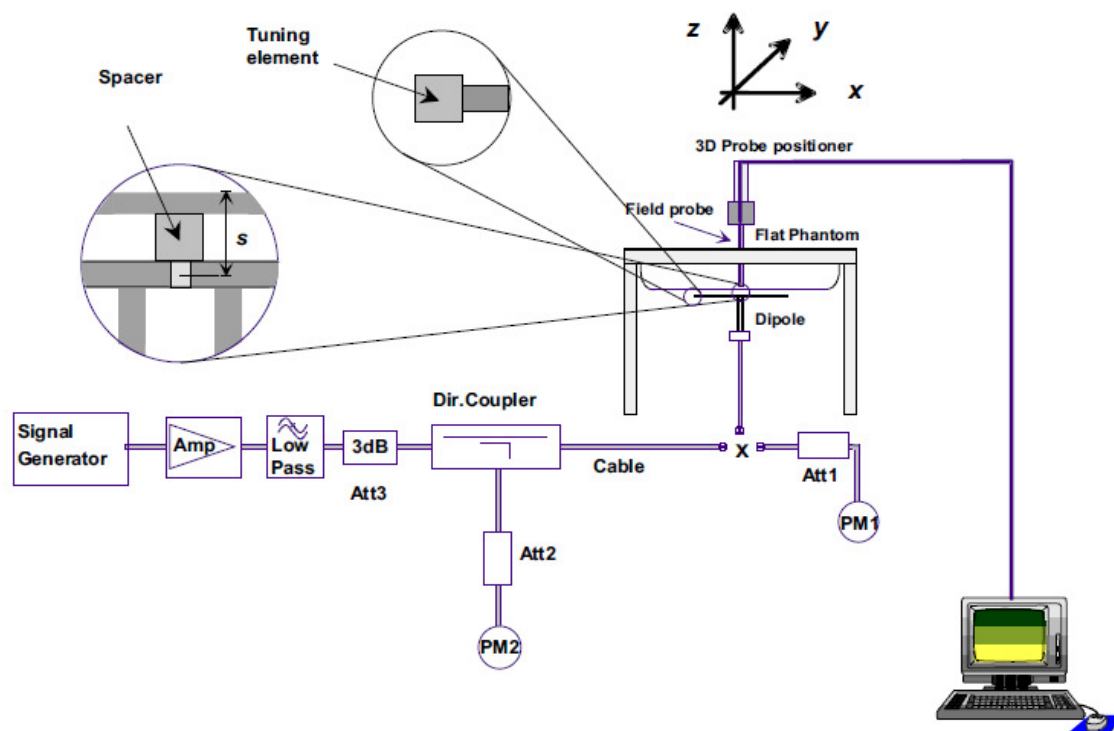 Tuning
element
Spacer
z
y
x
3D Probe positioner
Field probe
Flat Phantom
s
Dipole
Dir.Coupler
Signal
Generator
Amp
Low
Pass
3dB
Att3
Cable
x
Att1
PM1
Att2
PM2